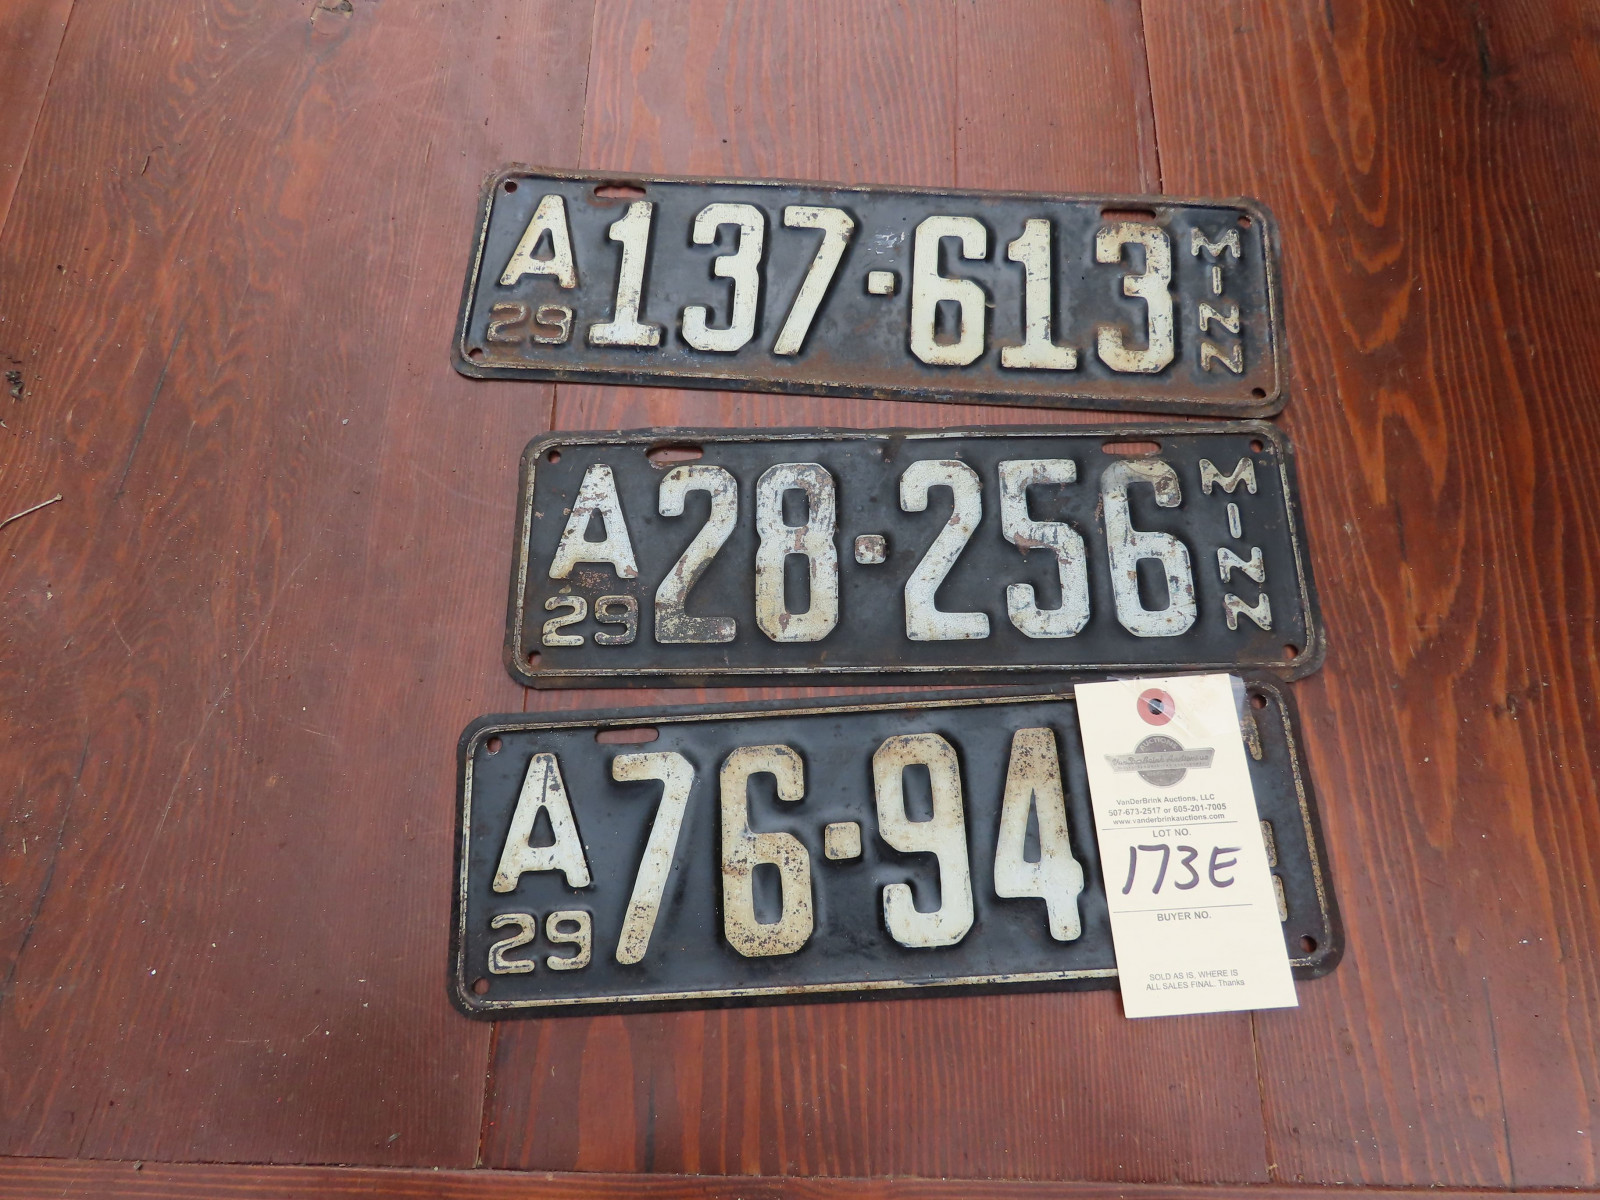 A 137·613 MINN
29
A 28·256 MINN
29
A 76·94
29
VanDerBrink Auctions, LLC
507-673-2517 or 605-201-7005
www.vanderbrinkauctions.com
LOT NO.
173E
BUYER NO.
SOLD AS IS, WHERE IS
ALL SALES FINAL. Thanks